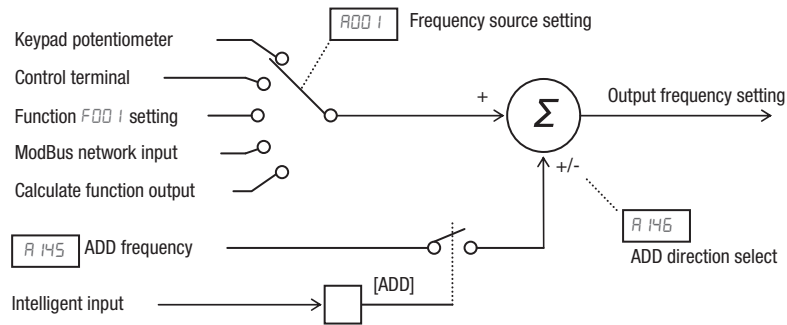 A001 Frequency source setting
Keypad potentiometer
Control terminal
Function F001 setting
ModBus network input
Calculate function output
+
Σ
Output frequency setting
+/-
A145 ADD frequency
A146
ADD direction select
[ADD]
Intelligent input